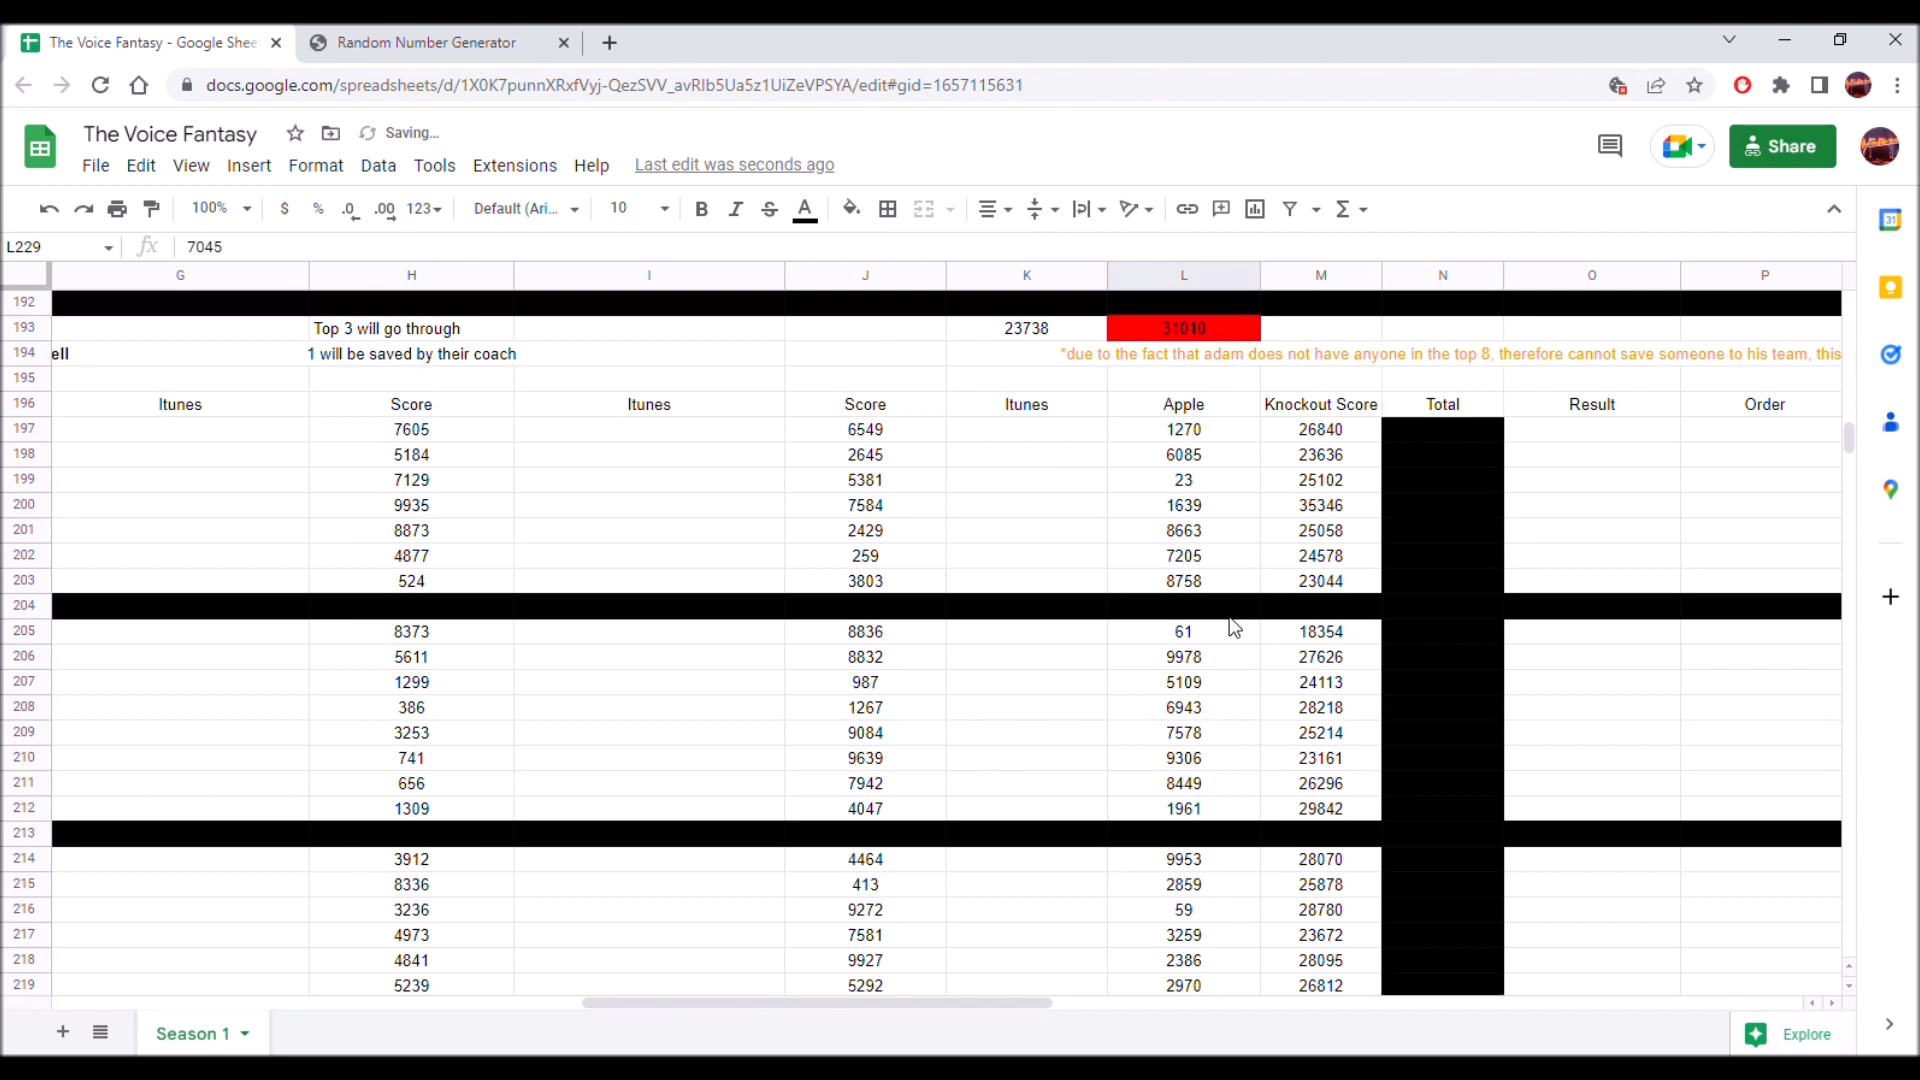 The Voice Fantasy - Google Shee
Random Number Generator
docs.google.com/spreadsheets/d/1X0K7punnXRxfVyj-QezSVV_avRIb5Ua5z1UiZeVPSYA/edit#gid=1657115631
The Voice Fantasy Saving...
File Edit View Insert Format Data Tools Extensions Help Last edit was seconds ago
Share
100% $ % .0 .00 123 Default (Ari... 10 B I S A
L229 fx 7045
G H I J K L M N O P
192
193 Top 3 will go through 23738 31010
194 ell 1 will be saved by their coach *due to the fact that adam does not have anyone in the top 8, therefore cannot save someone to his team, this
195
196 Itunes Score Itunes Score Itunes Apple Knockout Score Total Result Order
197 7605 6549 1270 26840
198 5184 2645 6085 23636
199 7129 5381 23 25102
200 9935 7584 1639 35346
201 8873 2429 8663 25058
202 4877 259 7205 24578
203 524 3803 8758 23044
204
205 8373 8836 61 18354
206 5611 8832 9978 27626
207 1299 987 5109 24113
208 386 1267 6943 28218
209 3253 9084 7578 25214
210 741 9639 9306 23161
211 656 7942 8449 26296
212 1309 4047 1961 29842
213
214 3912 4464 9953 28070
215 8336 413 2859 25878
216 3236 9272 59 28780
217 4973 7581 3259 23672
218 4841 9927 2386 28095
219 5239 5292 2970 26812
Season 1
Explore